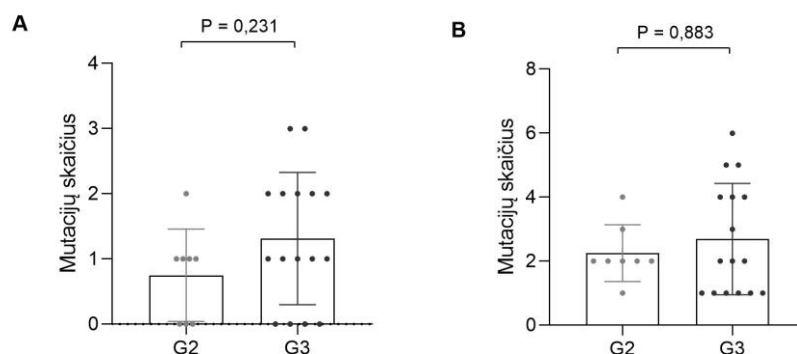 A
P = 0,231
Mutacijų skaičius
4
3
2
1
0
G2
G3
B
P = 0,883
Mutacijų skaičius
8
6
4
2
0
G2
G3